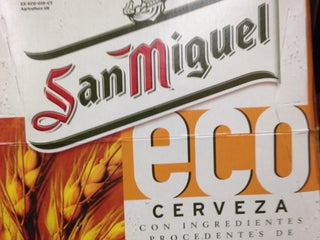 San Miguel
eco
CERVEZA
CON INGREDIENTES
PROCEDENTES DE